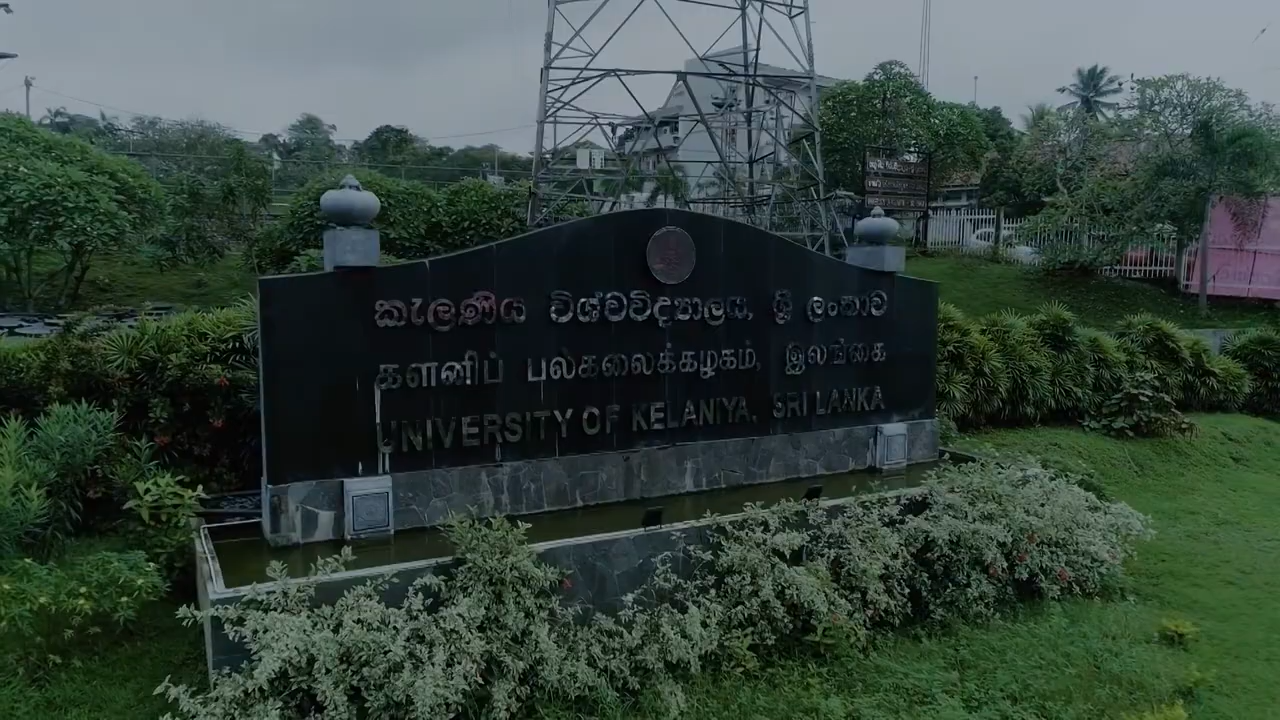 කැලණිය විශ්වවිද්‍යාලය, ශ්‍රී ලංකාව
களனிப் பல்கலைக்கழகம், இலங்கை
UNIVERSITY OF KELANIYA, SRI LANKA